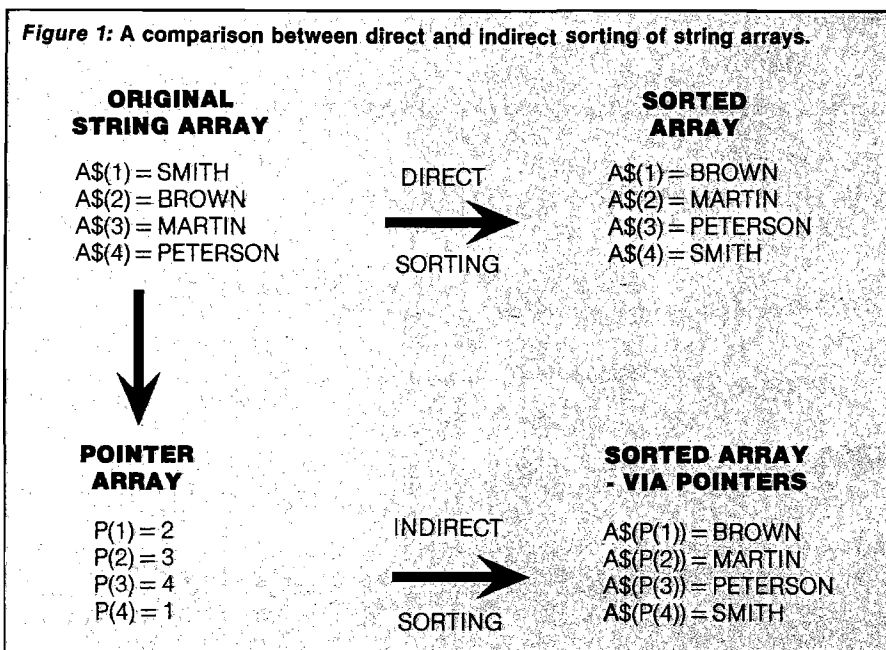 Figure 1: A comparison between direct and indirect sorting of string arrays.
ORIGINAL
STRING ARRAY
A$(1) = SMITH
A$(2) = BROWN
A$(3) = MARTIN
A$(4) = PETERSON
DIRECT
SORTING
SORTED
ARRAY
A$(1) = BROWN
A$(2) = MARTIN
A$(3) = PETERSON
A$(4) = SMITH
POINTER
ARRAY
P(1) = 2
P(2) = 3
P(3) = 4
P(4) = 1
INDIRECT
SORTING
SORTED ARRAY
- VIA POINTERS
A$(P(1)) = BROWN
A$(P(2)) = MARTIN
A$(P(3)) = PETERSON
A$(P(4)) = SMITH